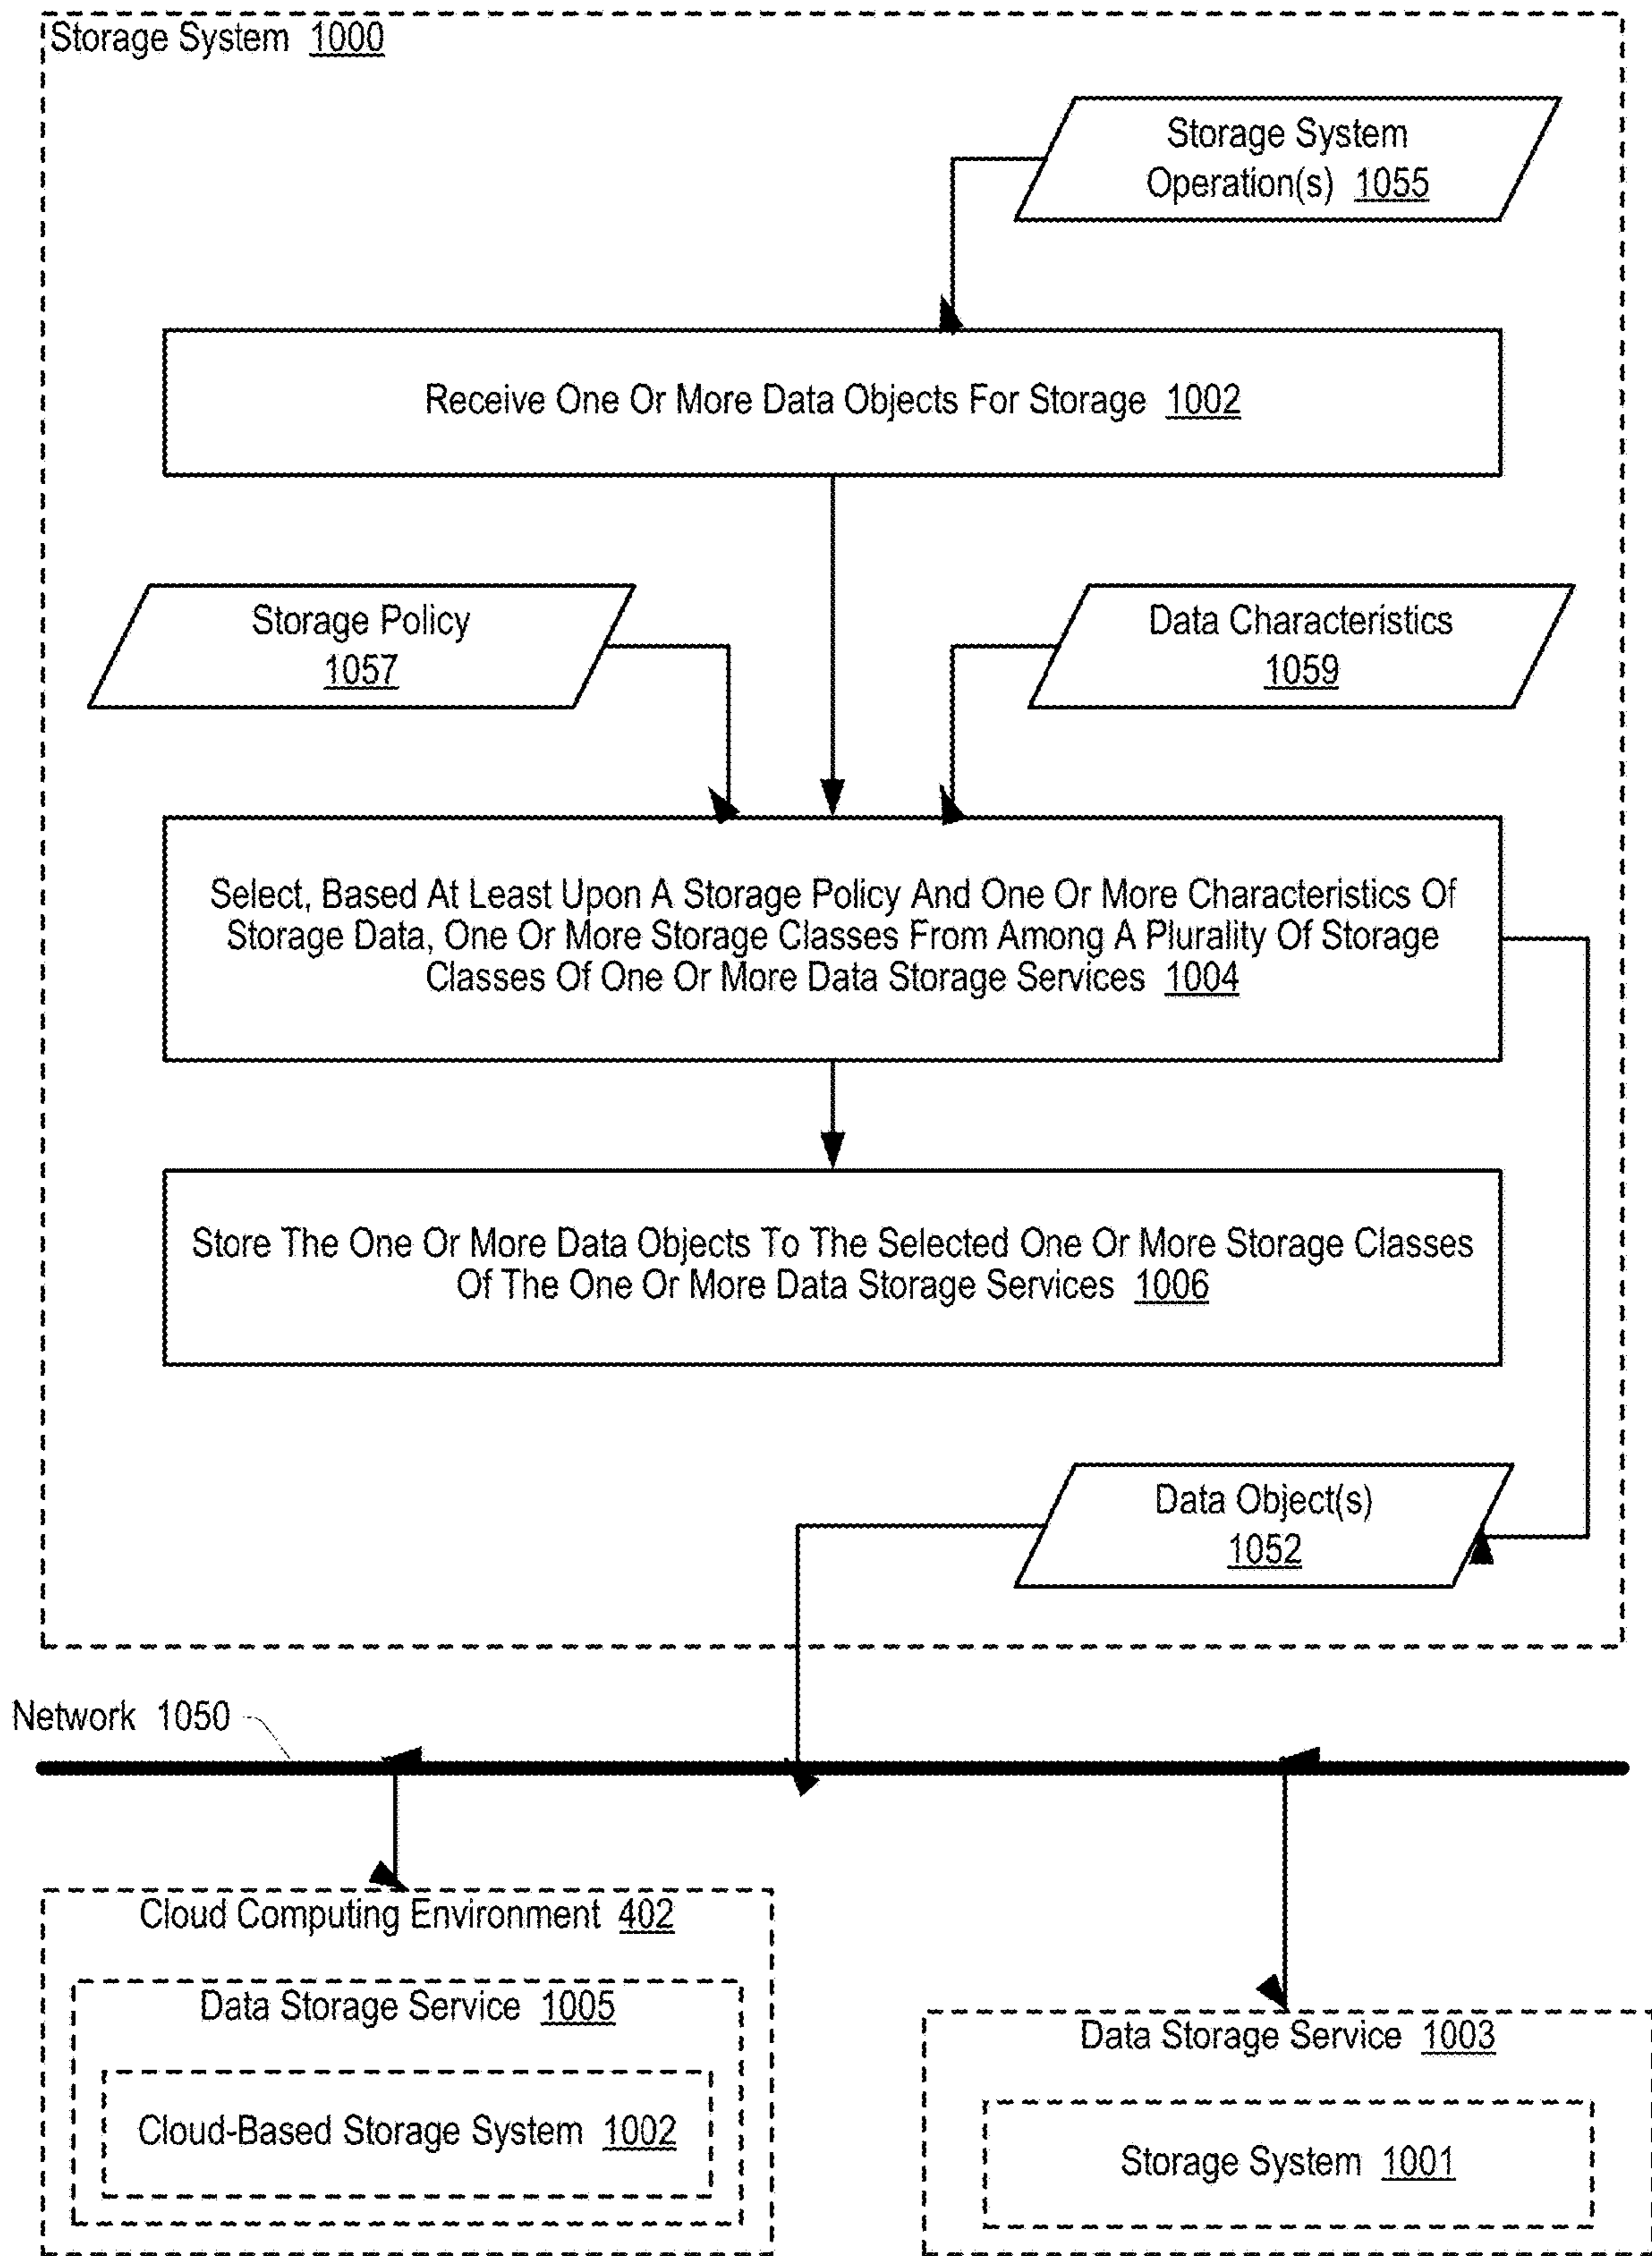 Storage System 1000
Storage System
Operation(s) 1055
Receive One Or More Data Objects For Storage 1002
Storage Policy
1057
Data Characteristics
1059
Select, Based At Least Upon A Storage Policy And One Or More Characteristics Of
Storage Data, One Or More Storage Classes From Among A Plurality Of Storage
Classes Of One Or More Data Storage Services 1004
Store The One Or More Data Objects To The Selected One Or More Storage Classes
Of The One Or More Data Storage Services 1006
Data Object(s)
1052
Network 1050
Cloud Computing Environment 402
Data Storage Service 1005
Cloud-Based Storage System 1002
Data Storage Service 1003
Storage System 1001